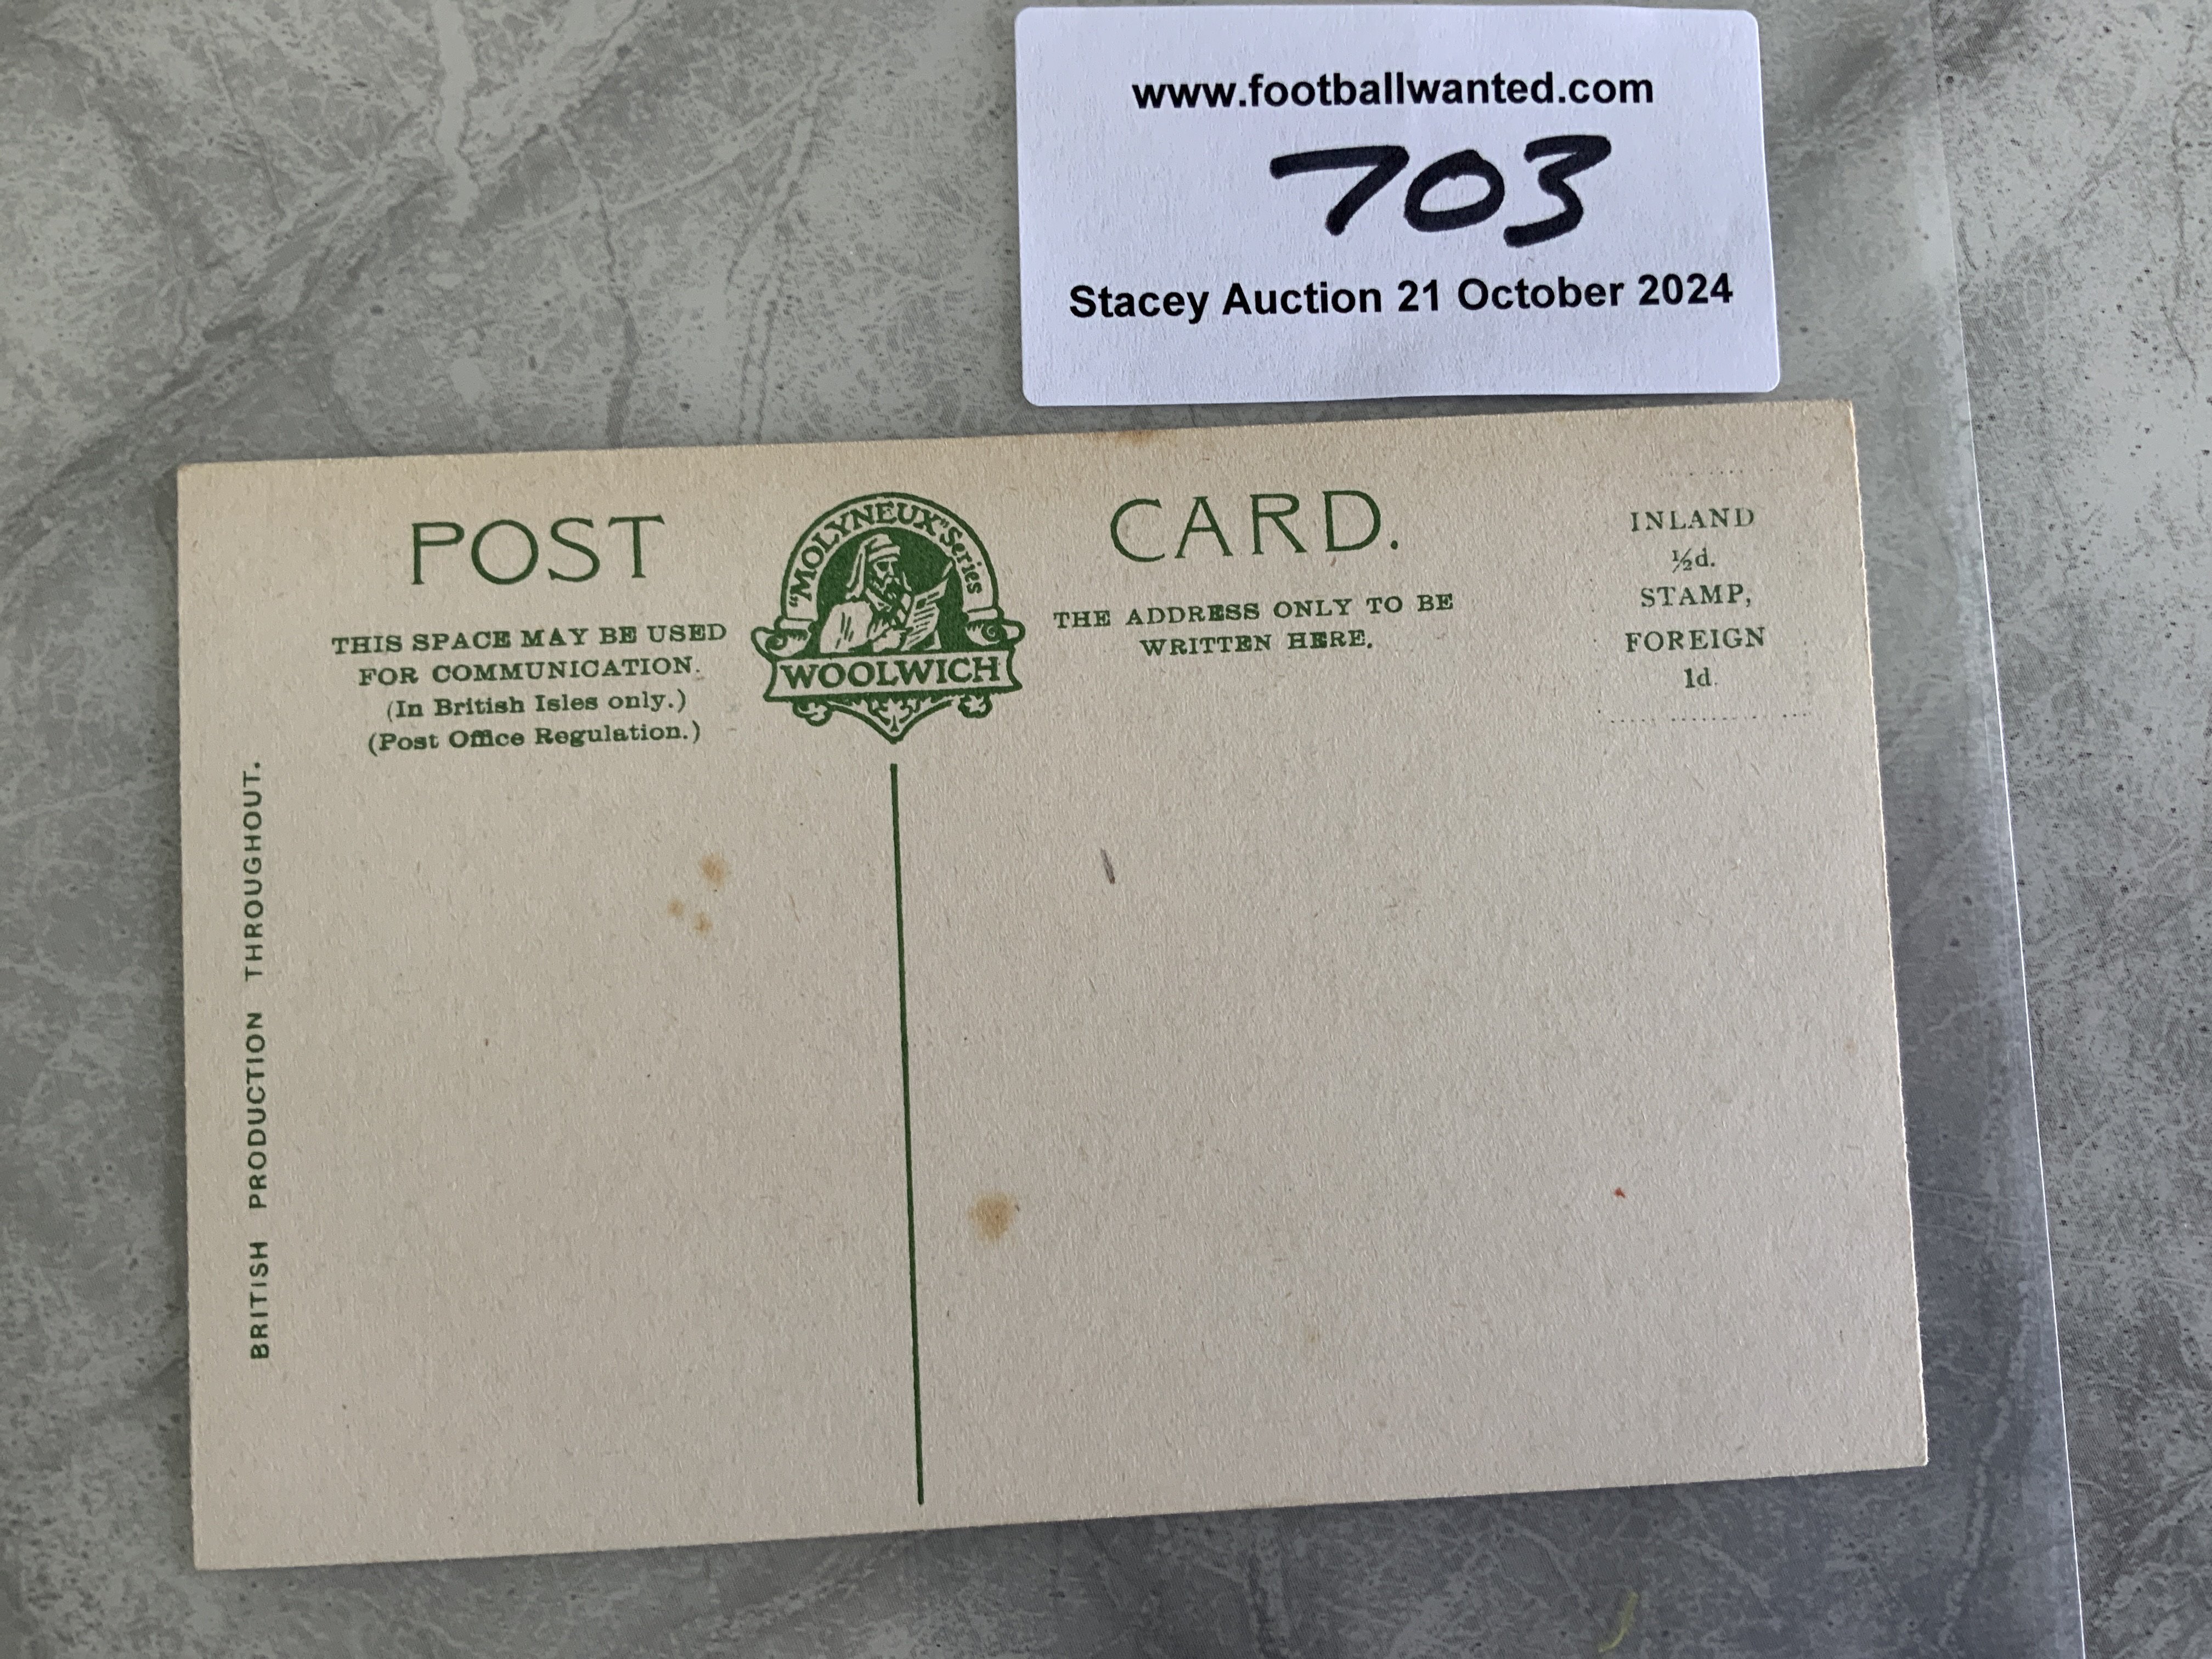 www.footballwanted.com
703
Stacey Auction 21 October 2024
POST CARD.
"MOLYNEUX" Series
WOOLWICH
THIS SPACE MAY BE USED
FOR COMMUNICATION.
(In British Isles only.)
(Post Office Regulation.)
THE ADDRESS ONLY TO BE
WRITTEN HERE.
INLAND
½d.
STAMP,
FOREIGN
1d.
BRITISH PRODUCTION THROUGHOUT.